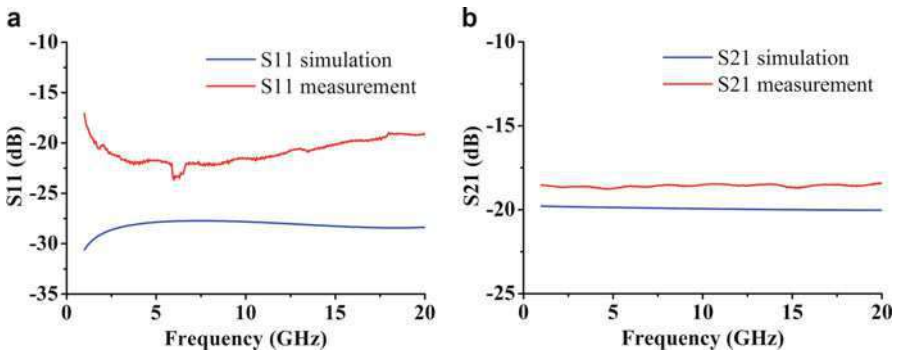 a
S11 simulation
S11 measurement
-10
-15
-20
-25
-30
-35
S11 (dB)
0
5
10
15
20
Frequency (GHz)
b
S21 simulation
S21 measurement
-10
-15
-20
-25
S21 (dB)
0
5
10
15
20
Frequency (GHz)